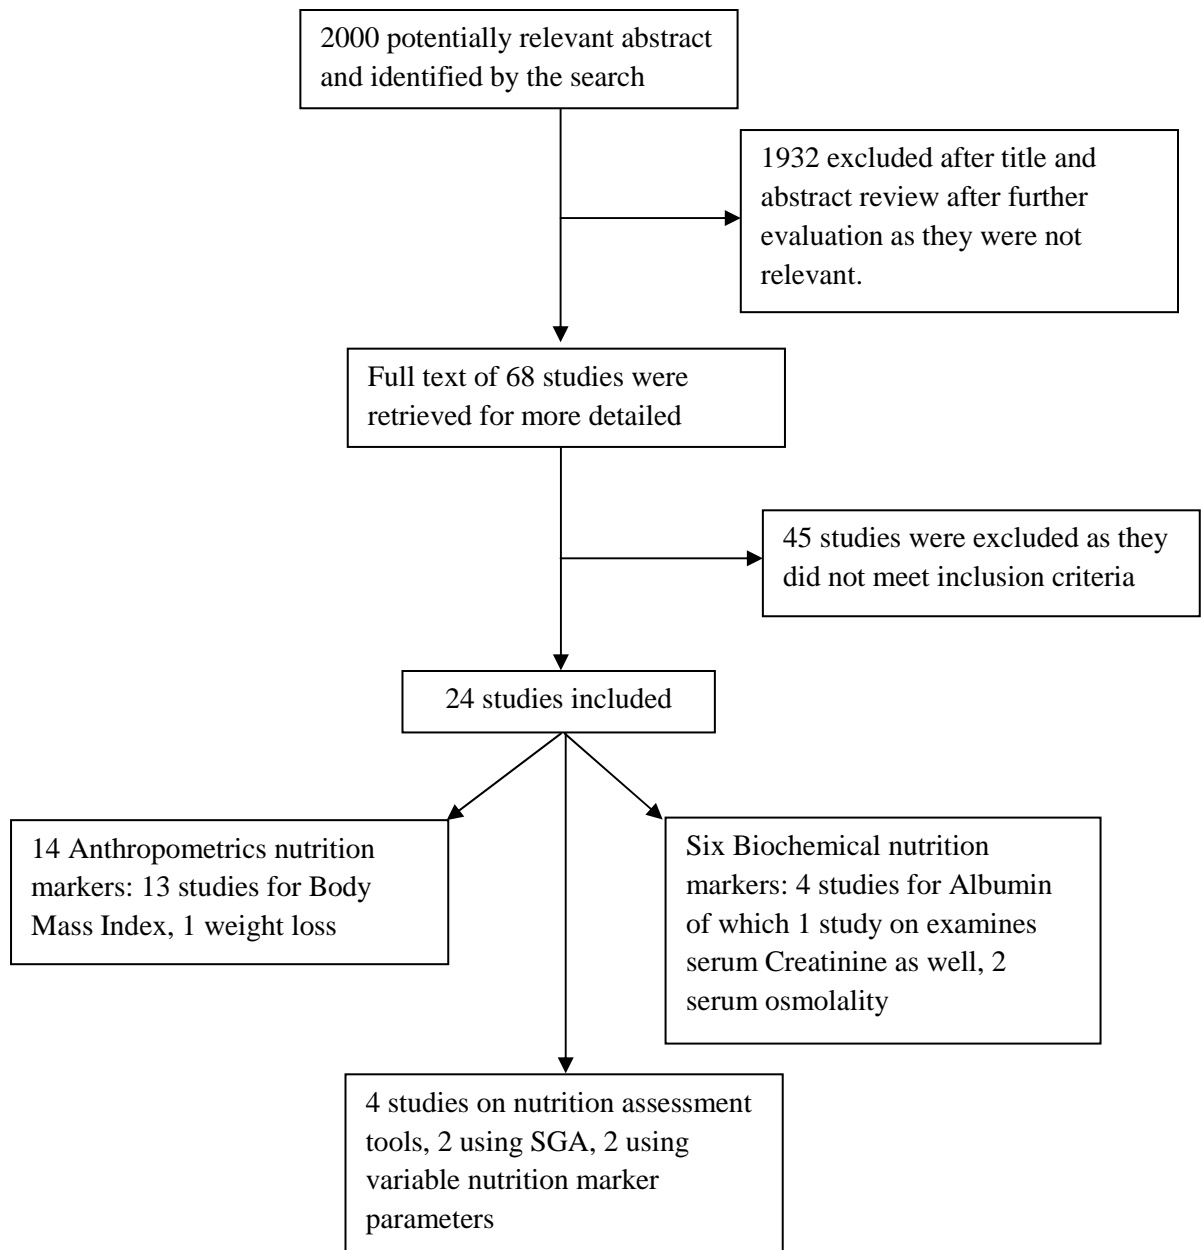 2000 potentially relevant abstract
and identified by the search
1932 excluded after title and
abstract review after further
evaluation as they were not
relevant.
Full text of 68 studies were
retrieved for more detailed
45 studies were excluded as they
did not meet inclusion criteria
24 studies included
14 Anthropometrics nutrition
markers: 13 studies for Body
Mass Index, 1 weight loss
Six Biochemical nutrition
markers: 4 studies for Albumin
of which 1 study on examines
serum Creatinine as well, 2
serum osmolality
4 studies on nutrition assessment
tools, 2 using SGA, 2 using
variable nutrition marker
parameters